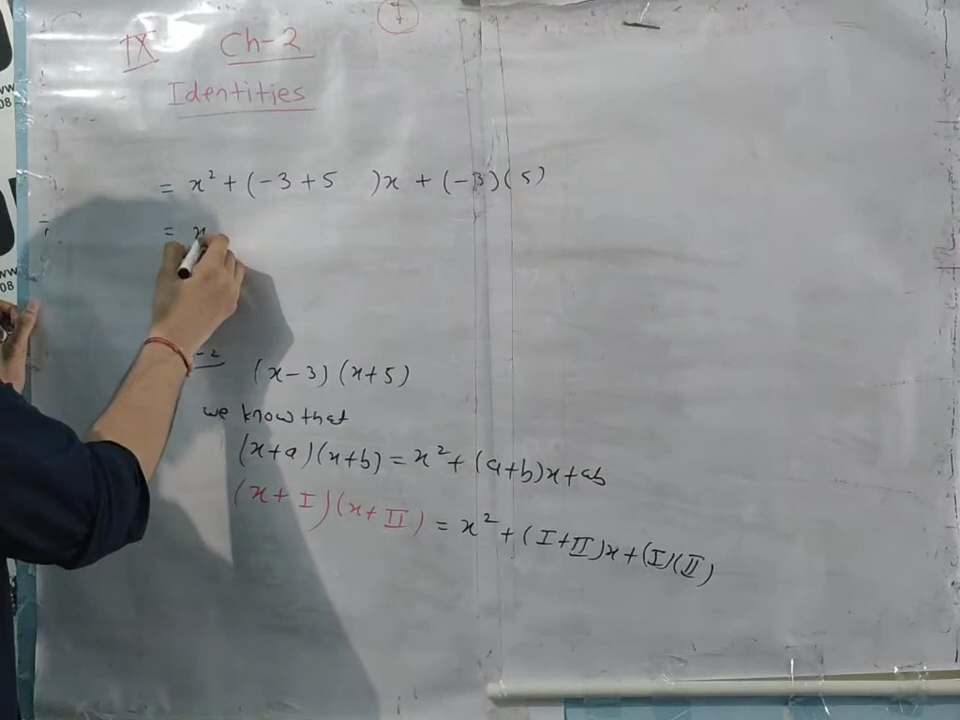 IX Ch-2
Identities
= x² + (-3+5 )x + (-3)(5)
= x
-2 (x-3)(x+5)
we know that
(x+a)(x+b) = x² + (a+b)x+ab
(x+I)(x+II) = x² + (I+II)x+(I)(II)